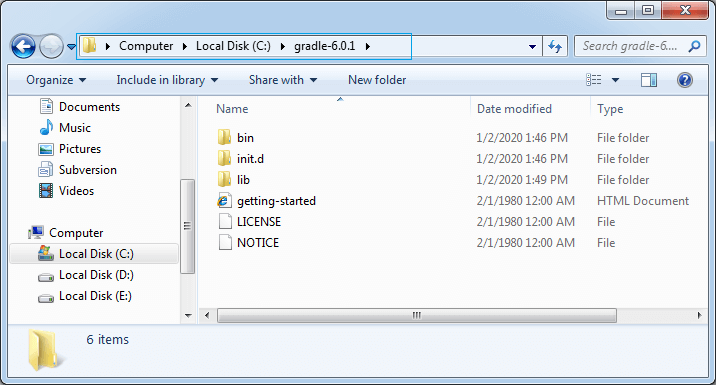 Computer Local Disk (C:) gradle-6.0.1 Search gradle-6....
Organize Include in library Share with New folder
Documents
Music
Pictures
Subversion
Videos
Computer
Local Disk (C:)
Local Disk (D:)
Local Disk (E:)
Name Date modified Type
bin 1/2/2020 1:46 PM File folder
init.d 1/2/2020 1:46 PM File folder
lib 1/2/2020 1:49 PM File folder
getting-started 2/1/1980 12:00 AM HTML Document
LICENSE 2/1/1980 12:00 AM File
NOTICE 2/1/1980 12:00 AM File
6 items